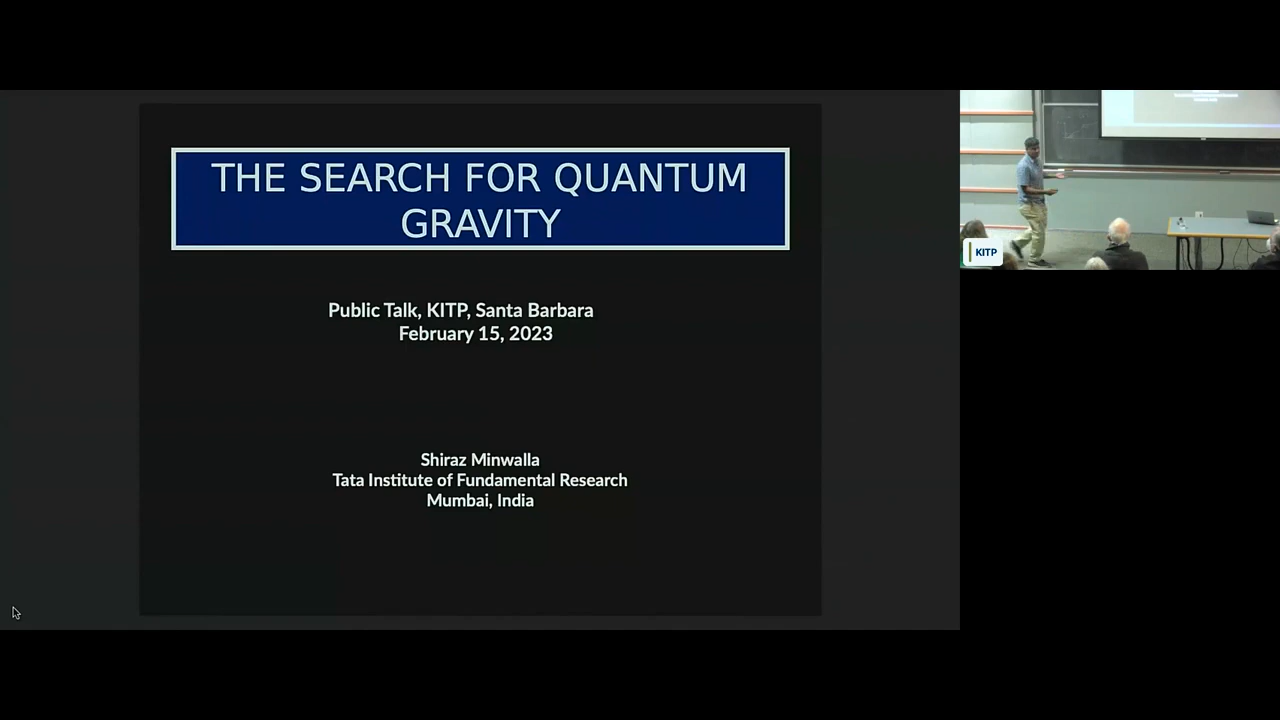 THE SEARCH FOR QUANTUM
GRAVITY
Public Talk, KITP, Santa Barbara
February 15, 2023
Shiraz Minwalla
Tata Institute of Fundamental Research
Mumbai, India
KITP